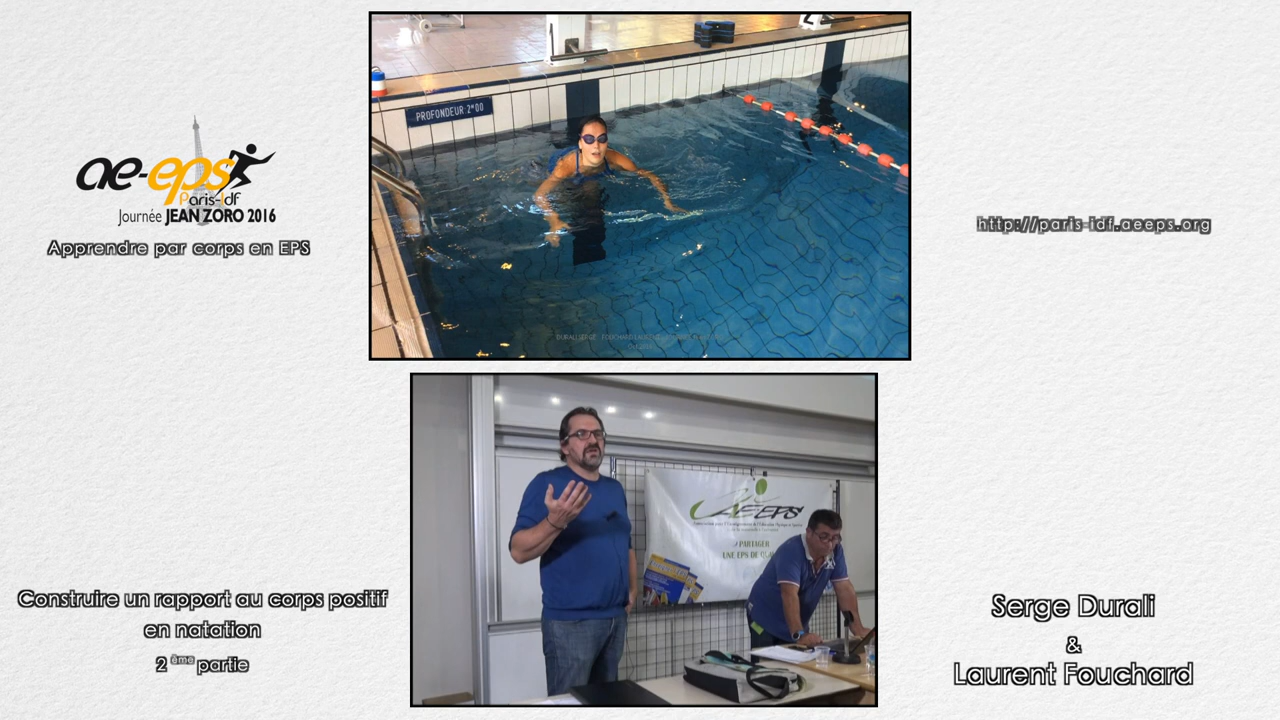 ae-eps
Paris-Idf
Journée JEAN ZORO 2016
Apprendre par corps en EPS
PROFONDEUR 2m00
http://paris-idf.aeeps.org
AEEPS
PARTAGER
UNE EPS DE
Construire un rapport au corps positif
en natation
2 ème partie
Serge Durali
&
Laurent Fouchard